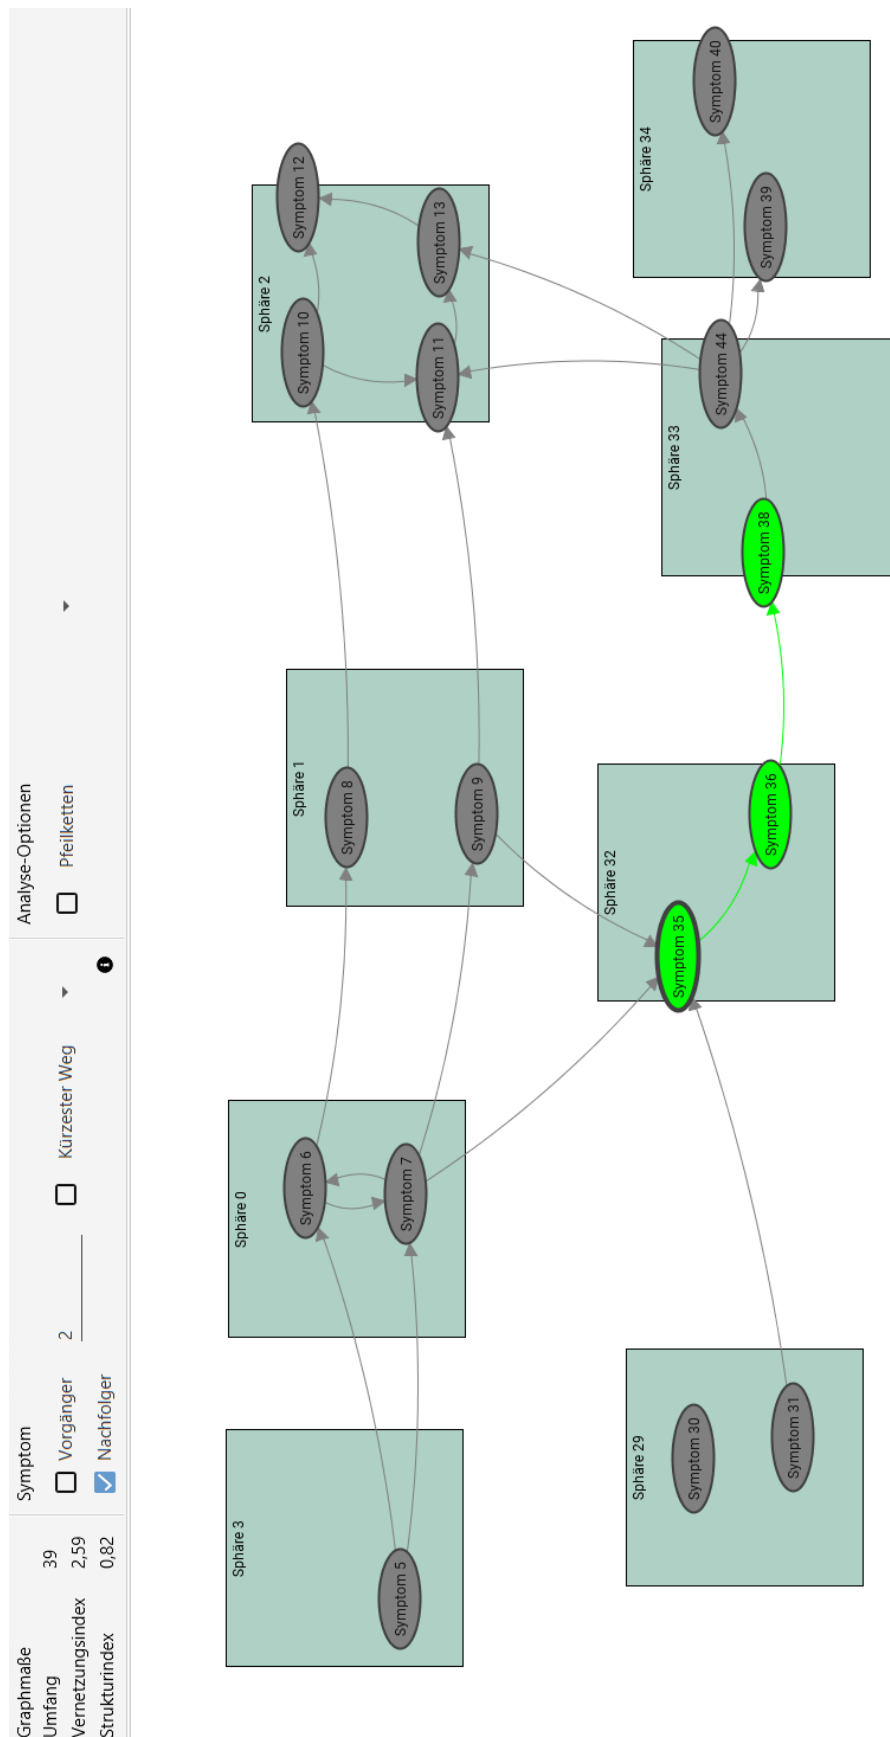 Graphmaße
Umfang 39
Vernetzungsindex 2,59
Strukturindex 0,82
Symptom
Vorgänger 2
Nachfolger
Kürzester Weg
Analyse-Optionen
Pfeilketten
Sphäre 3
Symptom 5
Sphäre 0
Symptom 6
Symptom 7
Sphäre 1
Symptom 8
Symptom 9
Sphäre 2
Symptom 10
Symptom 12
Symptom 11
Symptom 13
Sphäre 29
Symptom 30
Symptom 31
Sphäre 32
Symptom 35
Symptom 36
Sphäre 33
Symptom 38
Symptom 44
Sphäre 34
Symptom 39
Symptom 40